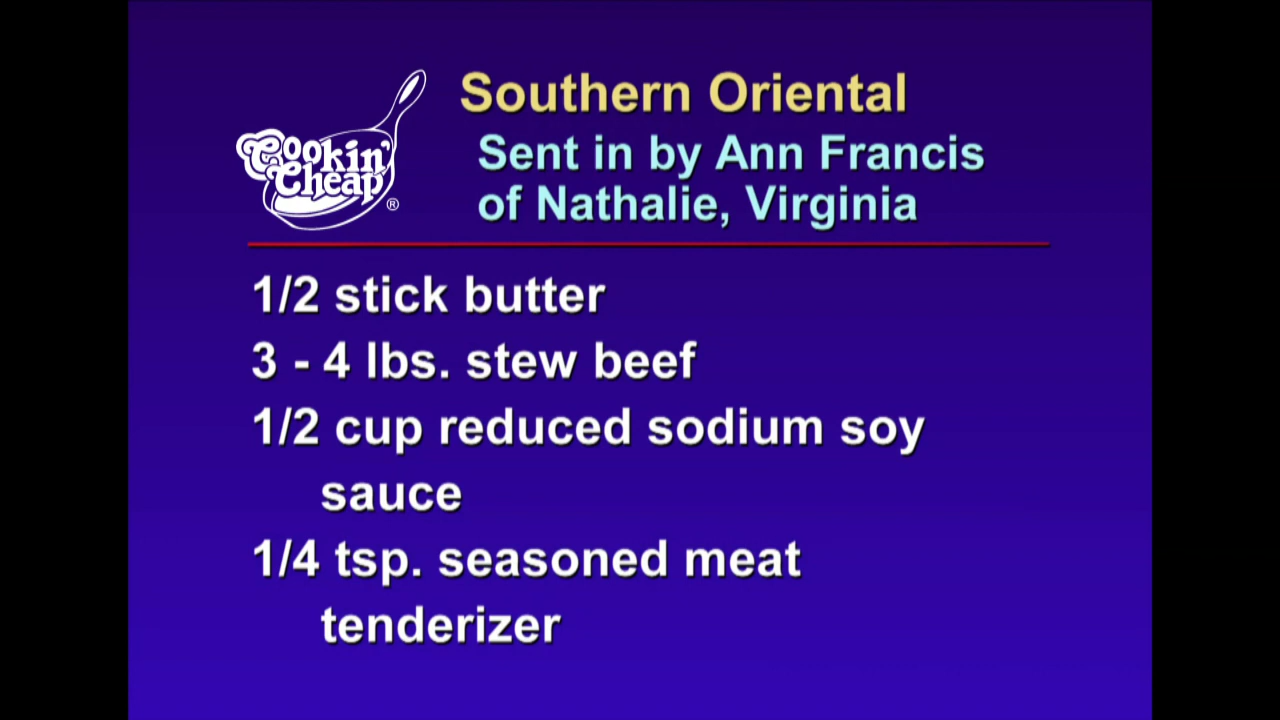 Cookin'
Cheap
®
Southern Oriental
Sent in by Ann Francis
of Nathalie, Virginia
1/2 stick butter
3 - 4 lbs. stew beef
1/2 cup reduced sodium soy
sauce
1/4 tsp. seasoned meat
tenderizer